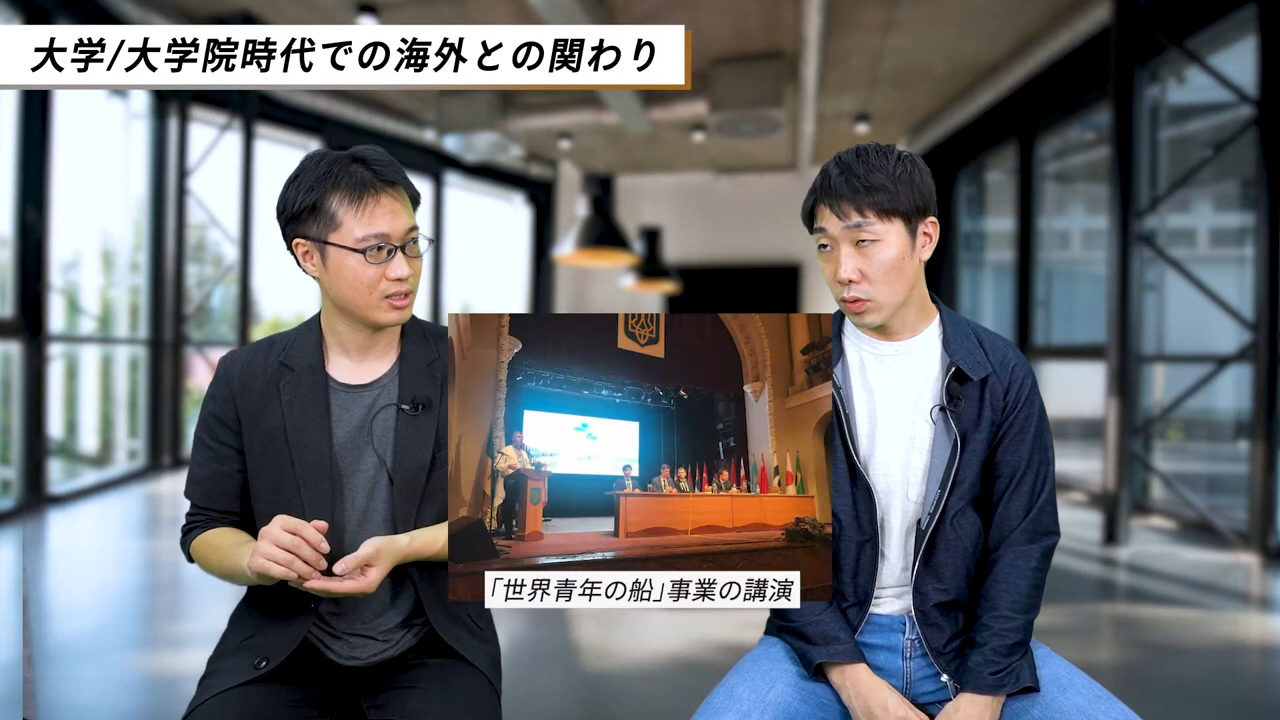 大学/大学院時代での海外との関わり
「世界青年の船」事業の講演